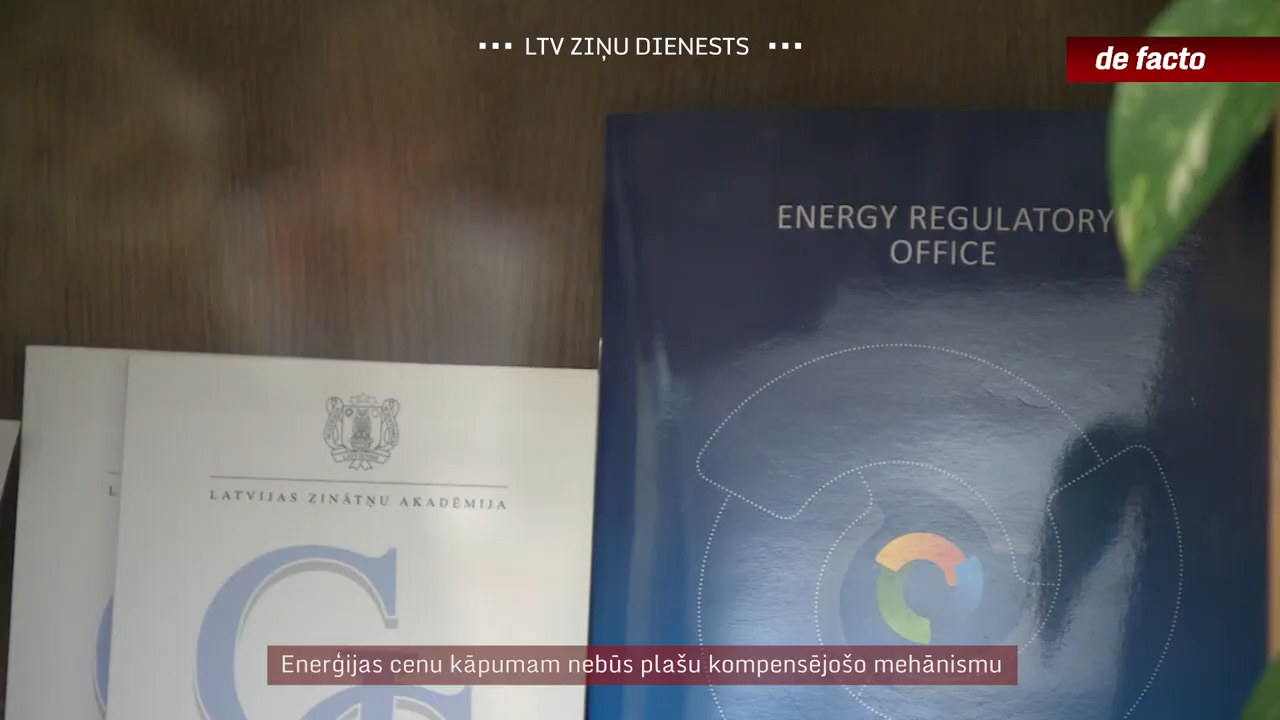 LTV ZIŅU DIENESTS
de facto
ENERGY REGULATORY
OFFICE
LATVIJAS ZINĀTŅU AKADĒMIJA
Enerģijas cenu kāpumam nebūs plašu kompensējošo mehānismu